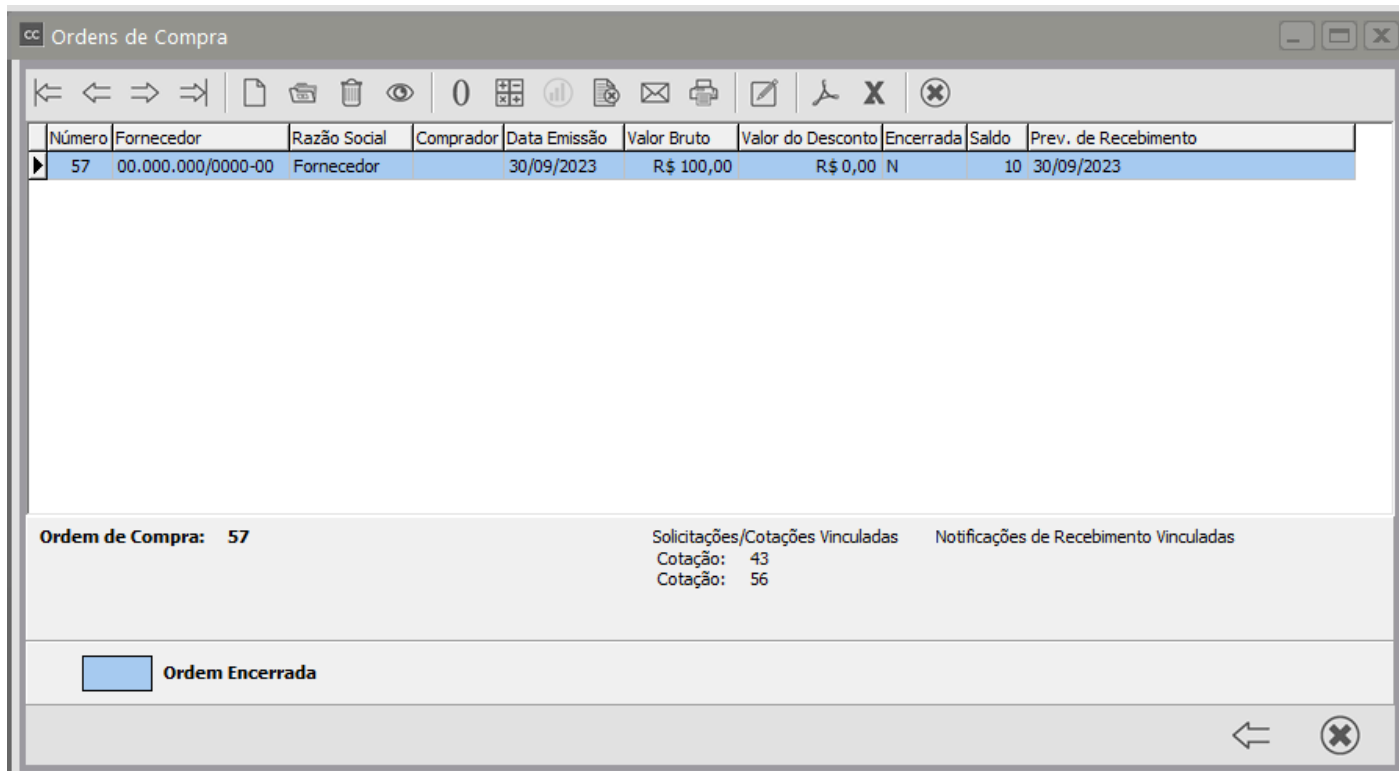 cc Ordens de Compra
0 X
Número Fornecedor Razão Social Comprador Data Emissão Valor Bruto Valor do Desconto Encerrada Saldo Prev. de Recebimento
57 00.000.000/0000-00 Fornecedor 30/09/2023 R$ 100,00 R$ 0,00 N 10 30/09/2023
Ordem de Compra: 57 Solicitações/Cotações Vinculadas Notificações de Recebimento Vinculadas
Cotação: 43
Cotação: 56
Ordem Encerrada